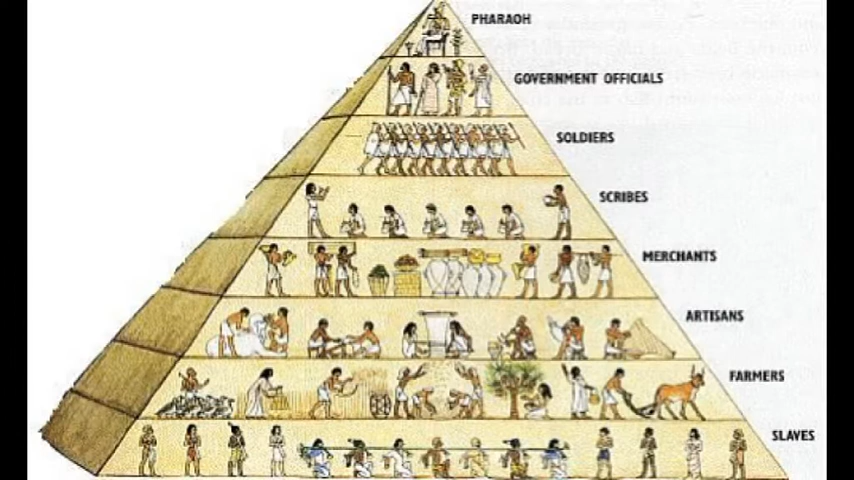 PHARAOH
GOVERNMENT OFFICIALS
SOLDIERS
SCRIBES
MERCHANTS
ARTISANS
FARMERS
SLAVES